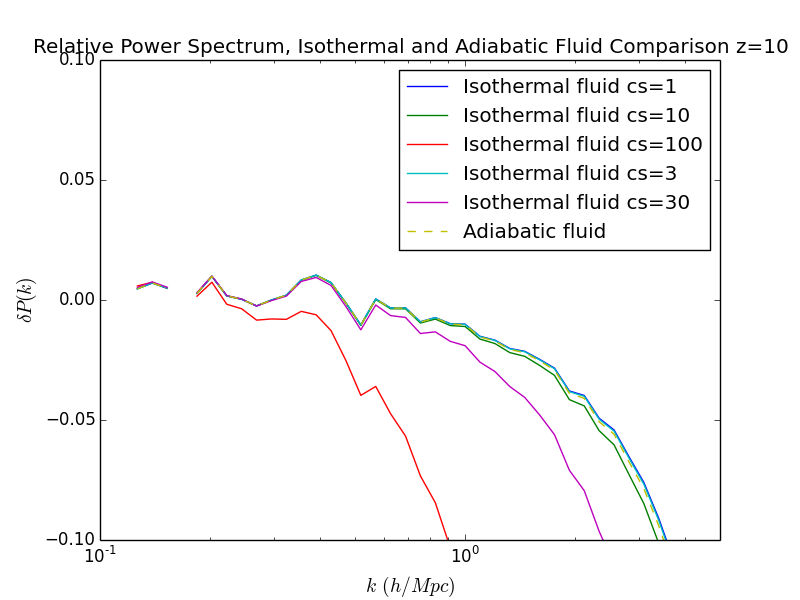 Relative Power Spectrum, Isothermal and Adiabatic Fluid Comparison z=10
0.10
0.05
0.00
−0.05
−0.10
δP(k)
Isothermal fluid cs=1
Isothermal fluid cs=10
Isothermal fluid cs=100
Isothermal fluid cs=3
Isothermal fluid cs=30
Adiabatic fluid
10⁻¹
10⁰
k (h/Mpc)